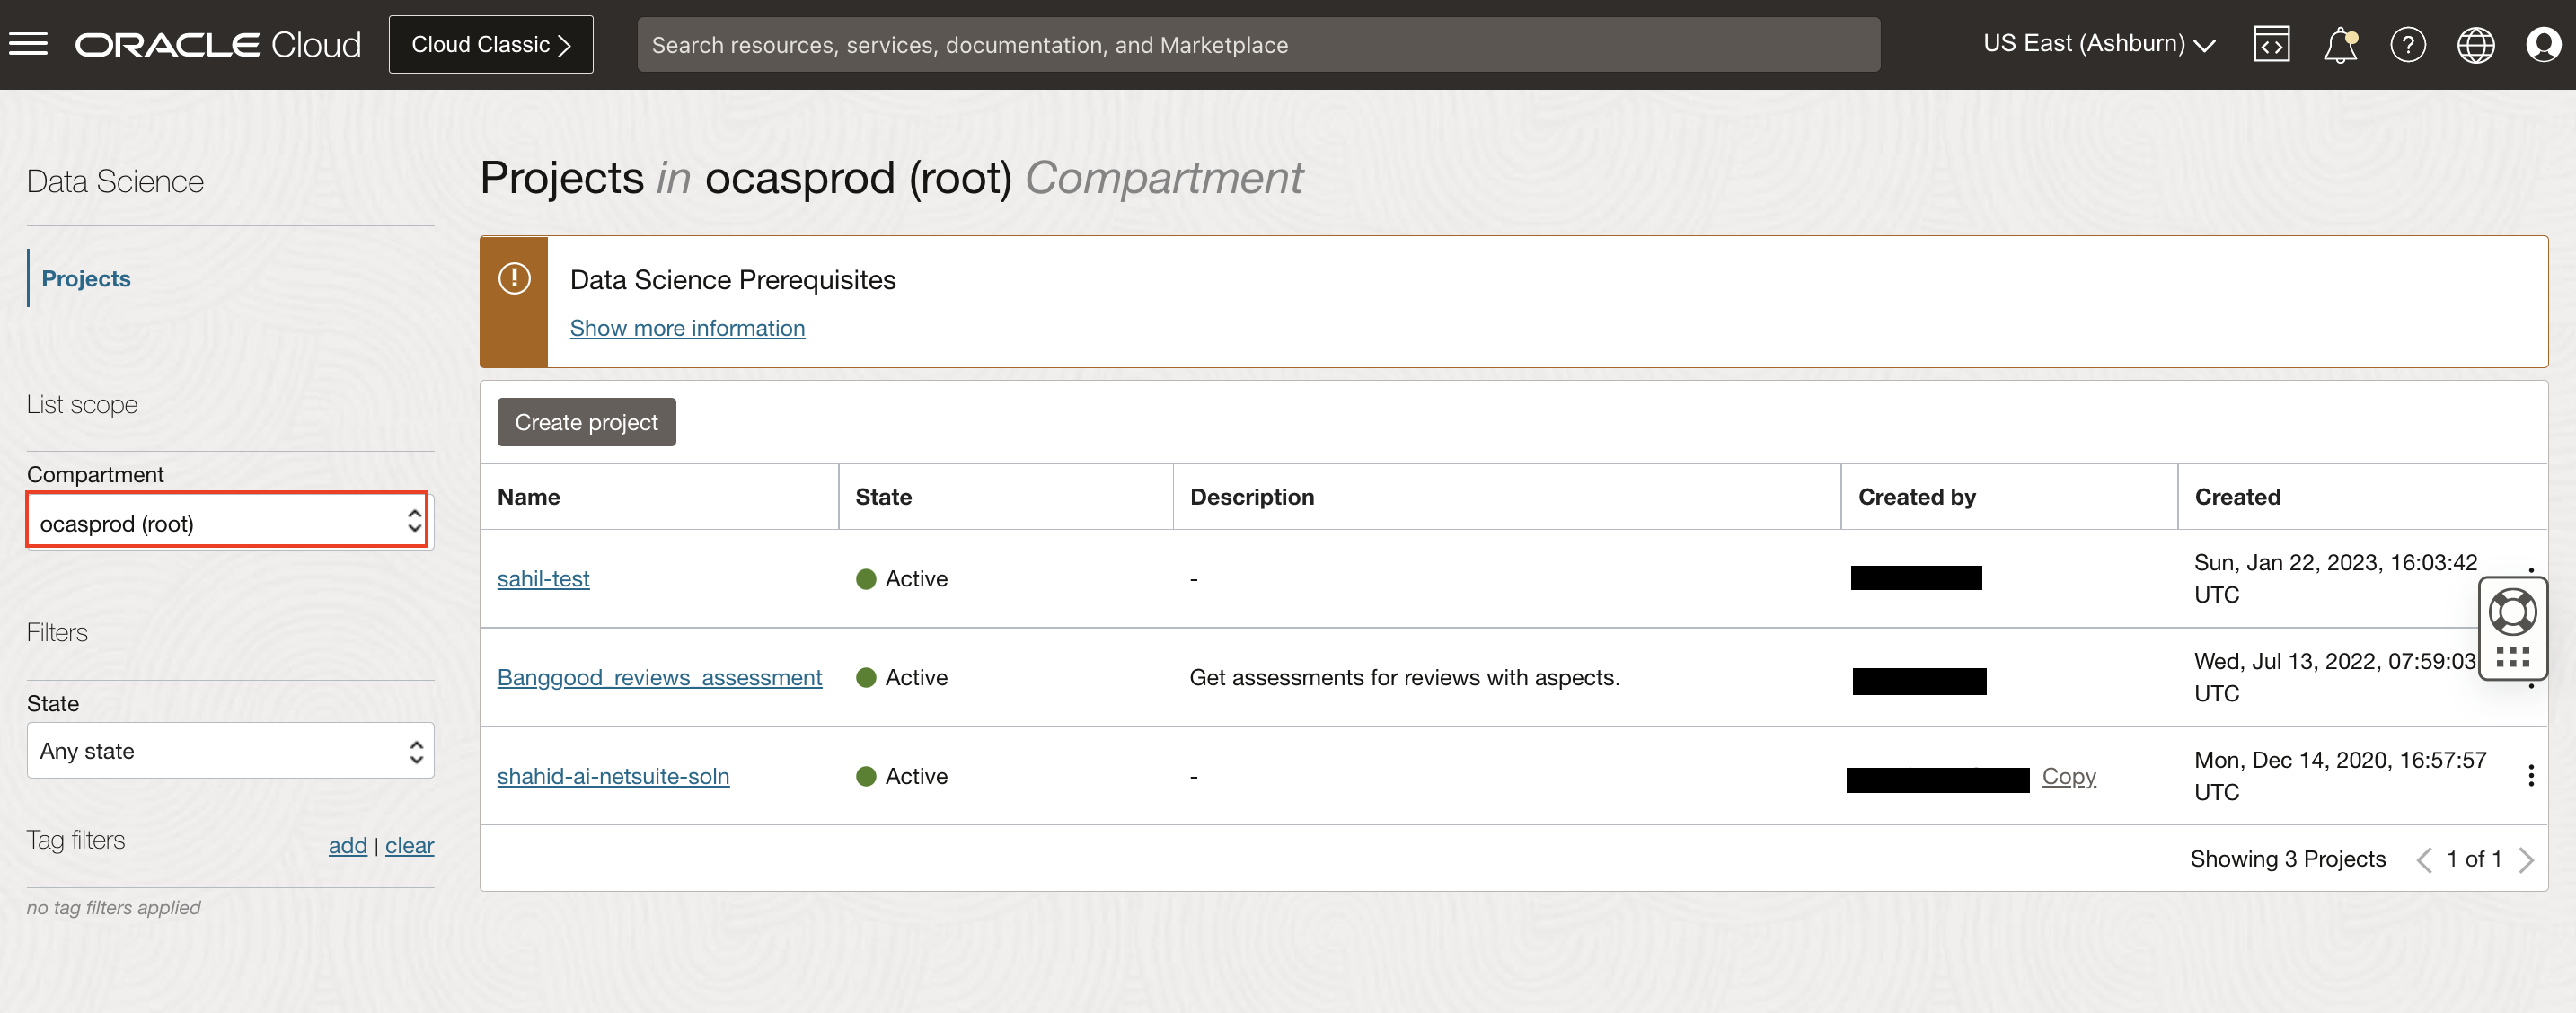 ORACLE Cloud
Cloud Classic
Search resources, services, documentation, and Marketplace
US East (Ashburn)
Data Science
Projects
List scope
Compartment
ocasprod (root)
Filters
State
Any state
Tag filters
add | clear
no tag filters applied
Projects in ocasprod (root) Compartment
Data Science Prerequisites
Show more information
Create project
Name State Description Created by Created
sahil-test Active - Sun, Jan 22, 2023, 16:03:42
UTC
Banggood_reviews_assessment Active Get assessments for reviews with aspects. Wed, Jul 13, 2022, 07:59:03
UTC
shahid-ai-netsuite-soln Active - Copy Mon, Dec 14, 2020, 16:57:57
UTC
Showing 3 Projects 1 of 1